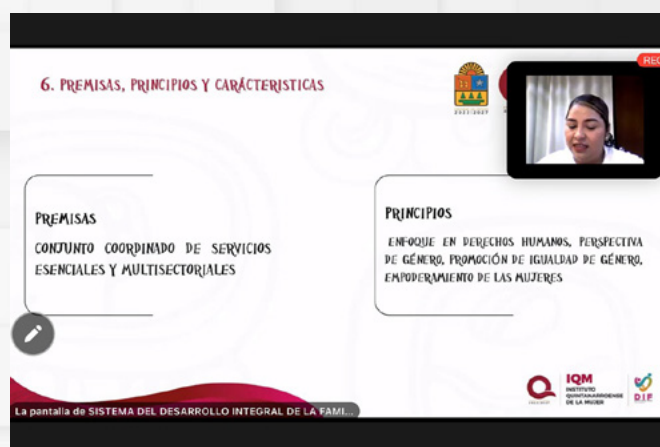 6. PREMISAS, PRINCIPIOS Y CARÁCTERISTICAS
REC
PREMISAS
CONJUNTO COORDINADO DE SERVICIOS
ESENCIALES Y MULTISECTORIALES
PRINCIPIOS
ENFOQUE EN DERECHOS HUMANOS, PERSPECTIVA
DE GÉNERO, PROMOCIÓN DE IGUALDAD DE GÉNERO,
EMPODERAMIENTO DE LAS MUJERES
La pantalla de SISTEMA DEL DESARROLLO INTEGRAL DE LA FAMI...
IQM
INSTITUTO
QUINTANARROENSE
DE LA MUJER
DIF